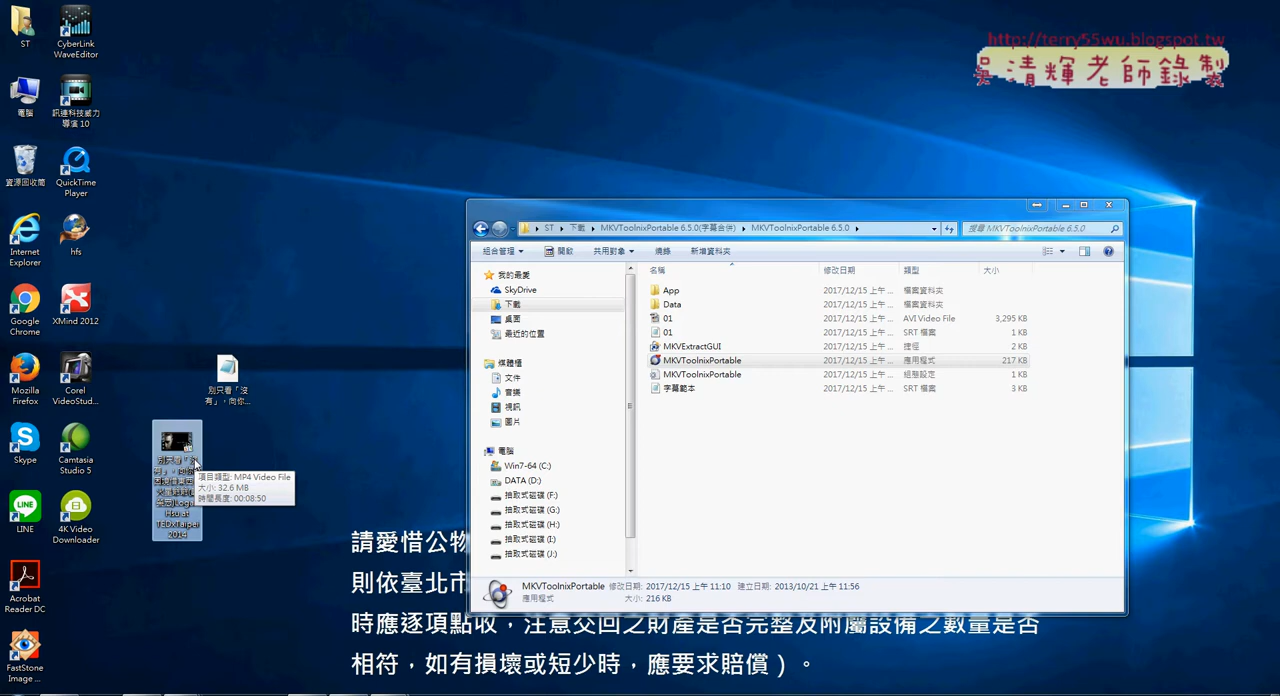 http://terry55wu.blogspot.tw
吳清輝老師錄製
ST
CyberLink
WaveEditor
電腦
訊連科技威力
導演 10
資源回收筒
QuickTime
Player
Internet
Explorer
hfs
Google
Chrome
XMind 2012
Mozilla
Firefox
Corel
VideoStud...
別只看「沒
有」，向你...
Skype
Camtasia
Studio 5
LINE
4K Video
Downloader
Acrobat
Reader DC
FastStone
Image ...
Hsu at
TEDxTaipei
2014
項目類型: MP4 Video File
大小: 32.6 MB
時間長度: 00:08:50
ST
下載
MKVToolnixPortable 6.5.0(字幕合併)
MKVToolnixPortable 6.5.0
搜尋 MKVToolnixPortable 6.5.0
組合管理
開啟
共用對象
燒錄
新增資料夾
我的最愛
SkyDrive
下載
桌面
最近的位置
媒體櫃
文件
音樂
視訊
圖片
電腦
Win7-64 (C:)
DATA (D:)
抽取式磁碟 (F:)
抽取式磁碟 (G:)
抽取式磁碟 (H:)
抽取式磁碟 (I:)
抽取式磁碟 (J:)
名稱 修改日期 類型 大小
App 2017/12/15 上午 ... 檔案資料夾
Data 2017/12/15 上午 ... 檔案資料夾
01 2017/12/15 上午 ... AVI Video File 3,295 KB
01 2017/12/15 上午 ... SRT 檔案 1 KB
MKVExtractGUI 2017/12/15 上午 ... 捷徑 2 KB
MKVToolnixPortable 2017/12/15 上午 ... 應用程式 217 KB
MKVToolnixPortable 2017/12/15 上午 ... 組態設定 1 KB
字幕範本 2017/12/15 上午 ... SRT 檔案 3 KB
MKVToolnixPortable 修改日期: 2017/12/15 上午 11:10 建立日期: 2013/10/21 上午 11:56
應用程式 大小: 216 KB
請愛惜公物
則依臺北市
時應逐項點收，注意交回之財產是否完整及附屬設備之數量是否
相符，如有損壞或短少時，應要求賠償）。